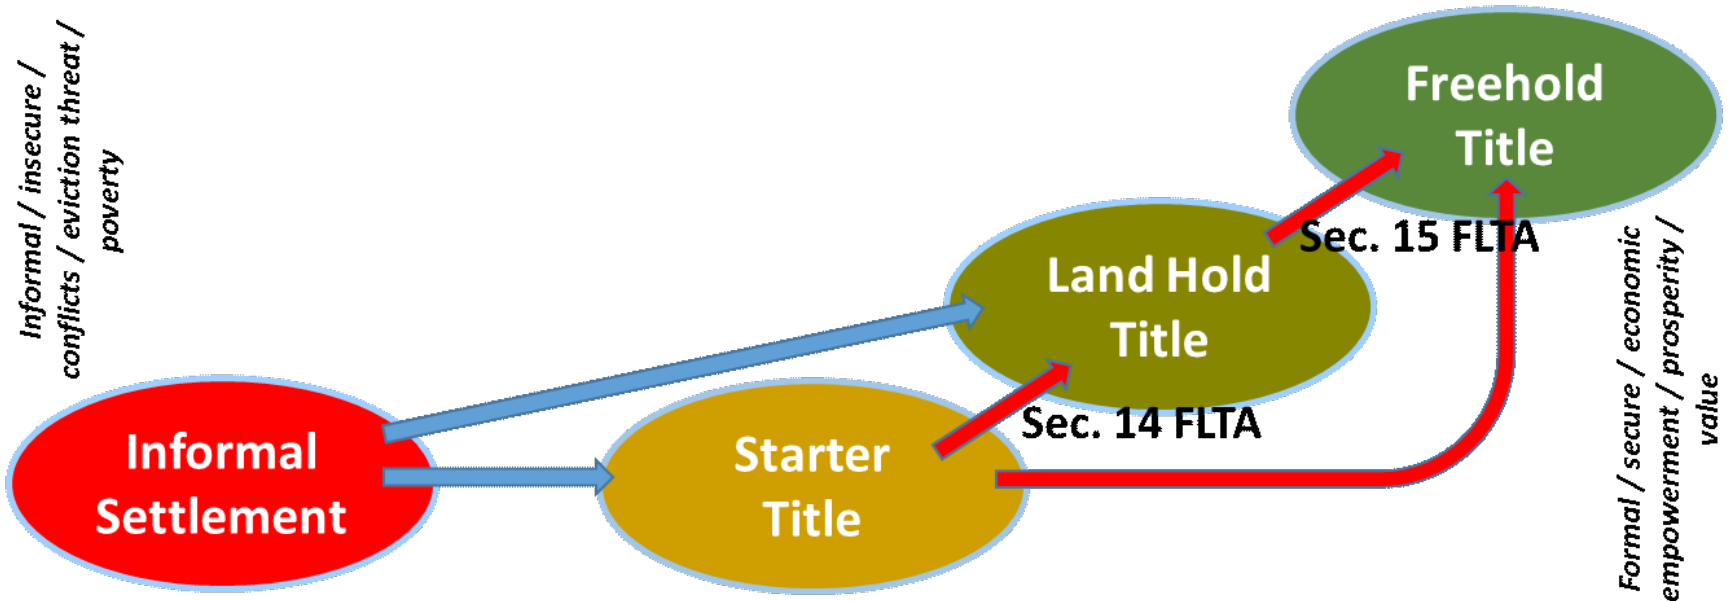 Informal / insecure /
conflicts / eviction threat /
poverty
Freehold
Title
Sec. 15 FLTA
Land Hold
Title
Sec. 14 FLTA
Starter
Title
Informal
Settlement
Formal / secure / economic
empowerment / prosperity /
value